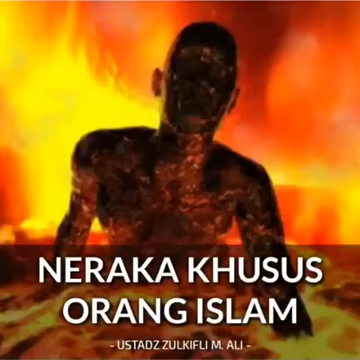 NERAKA KHUSUS
ORANG ISLAM
- USTADZ ZULKIFLI M. ALI -